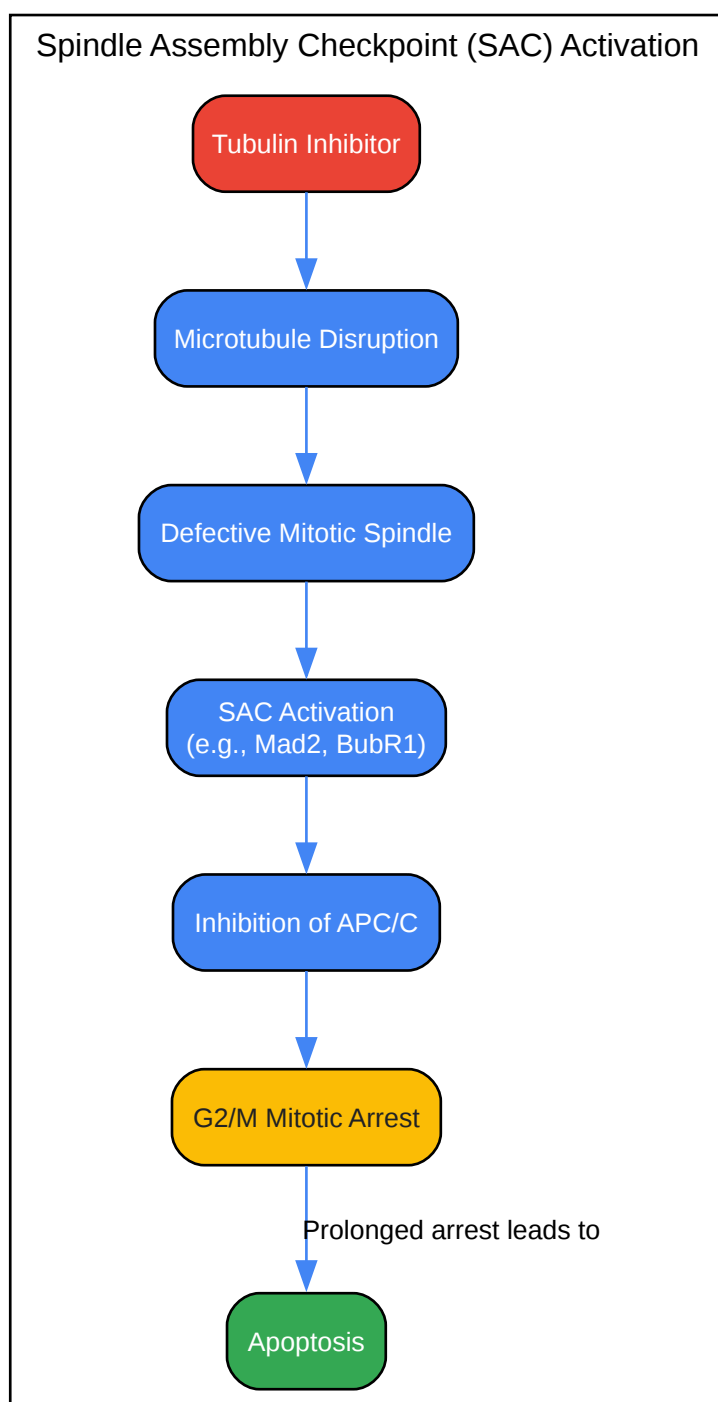 Spindle Assembly Checkpoint (SAC) Activation
Tubulin Inhibitor
Microtubule Disruption
Defective Mitotic Spindle
SAC Activation
(e.g., Mad2, BubR1)
Inhibition of APC/C
G2/M Mitotic Arrest
Prolonged arrest leads to
Apoptosis